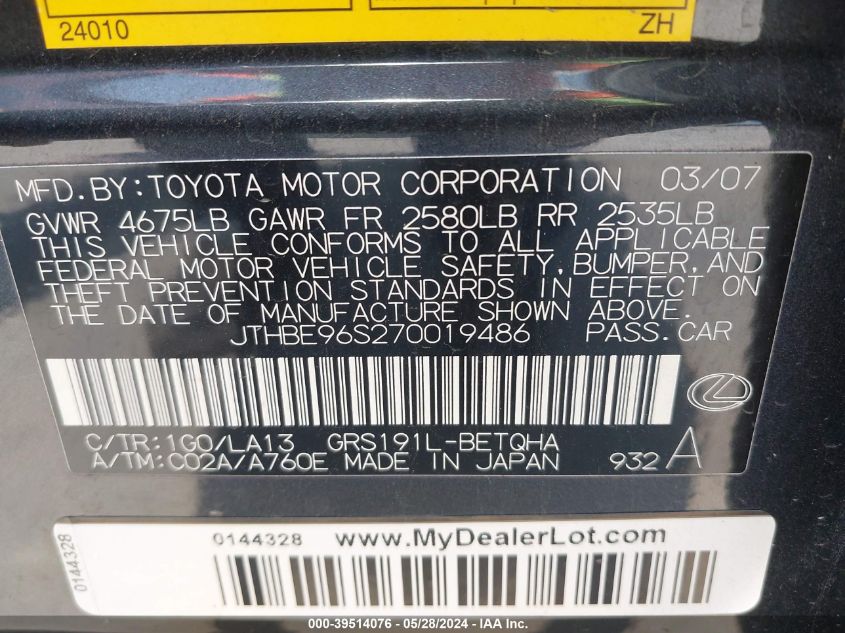 24010 ZH
MFD.BY:TOYOTA MOTOR CORPORATION 03/07
GVWR 4675LB GAWR FR 2580LB RR 2535LB
THIS VEHICLE CONFORMS TO ALL APPLICABLE
FEDERAL MOTOR VEHICLE SAFETY,BUMPER,AND
THEFT PREVENTION STANDARDS IN EFFECT ON
THE DATE OF MANUFACTURE SHOWN ABOVE.
JTHBE96S270019486 PASS.CAR
C/TR:1G0/LA13 GRS191L-BETQHA
A/TM:C02A/A760E MADE IN JAPAN 932 A
0144328 www.MyDealerLot.com
0144328
000-39514076 - 05/28/2024 - IAA Inc.